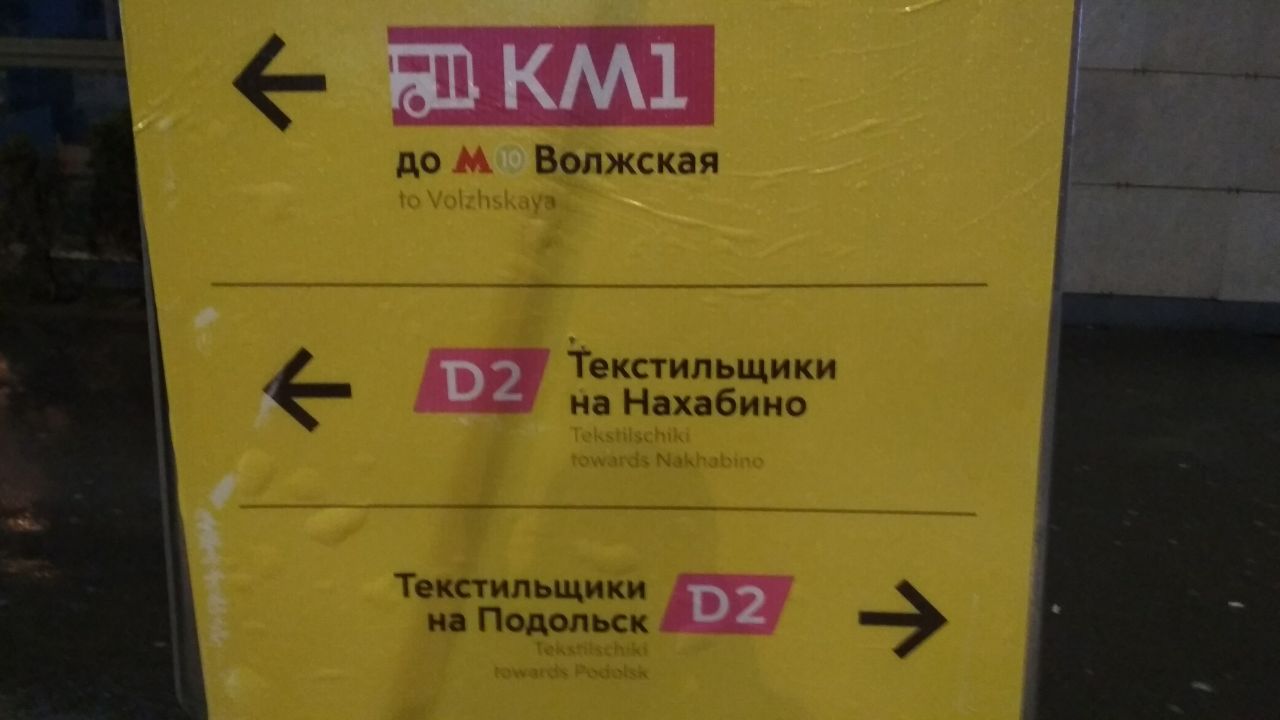 КМ1
до М 10 Волжская
to Volzhskaya
D2 Текстильщики
на Нахабино
Tekstilschiki
towards Nakhabino
Текстильщики D2
на Подольск
Tekstilschiki
towards Podolsk